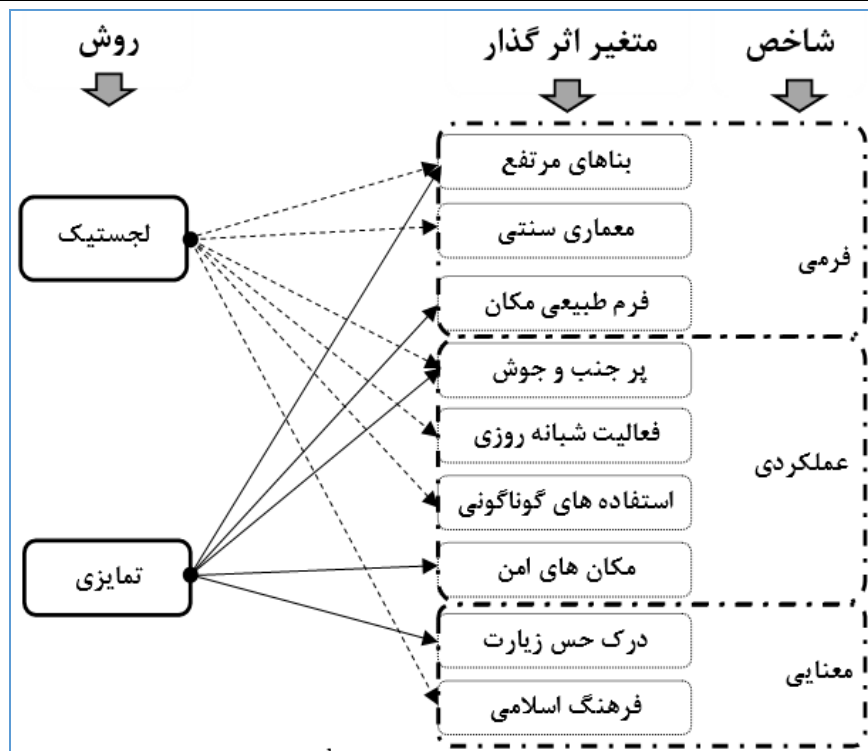 شاخص
متغیر اثر گذار
روش
بناهای مرتفع
معماری سنتی
فرم طبیعی مکان
فرمی
پر جنب و جوش
فعالیت شبانه روزی
استفاده های گوناگونی
مکان های امن
عملکردی
درک حس زیارت
فرهنگ اسلامی
معنایی
لجستیک
تمایزی